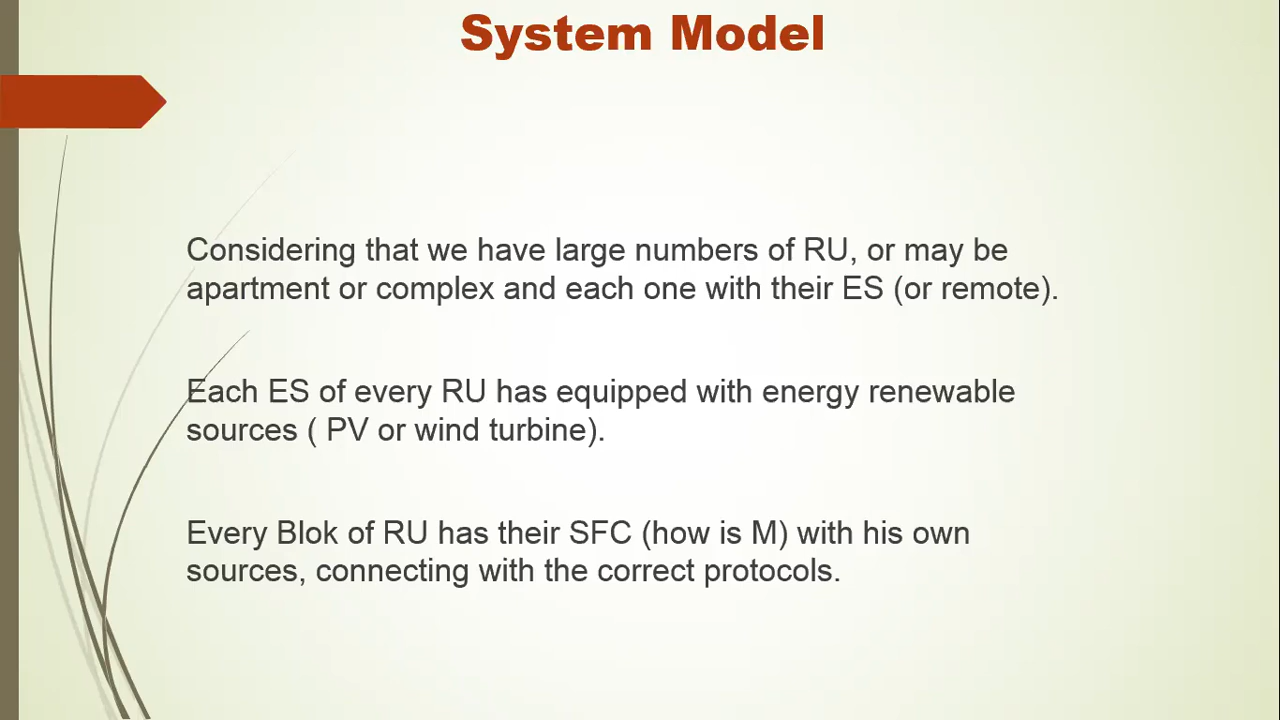 System Model
Considering that we have large numbers of RU, or may be
apartment or complex and each one with their ES (or remote).
Each ES of every RU has equipped with energy renewable
sources ( PV or wind turbine).
Every Blok of RU has their SFC (how is M) with his own
sources, connecting with the correct protocols.